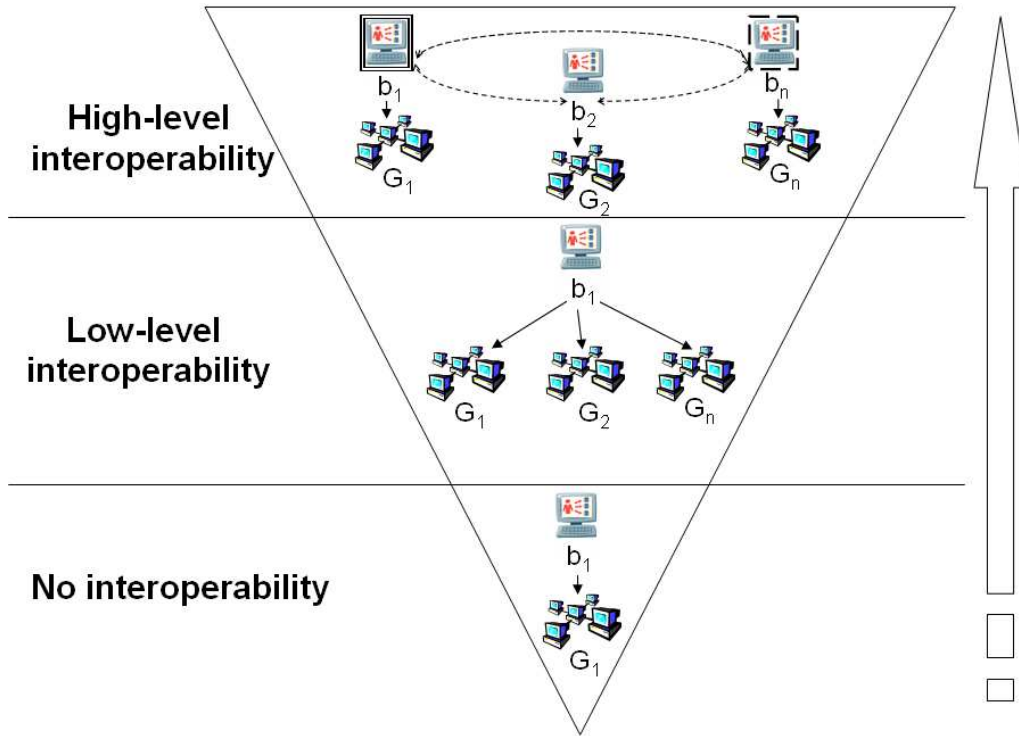 b1
b2
bn
High-level
interoperability
G1
G2
Gn
b1
Low-level
interoperability
G1
G2
Gn
b1
No interoperability
G1